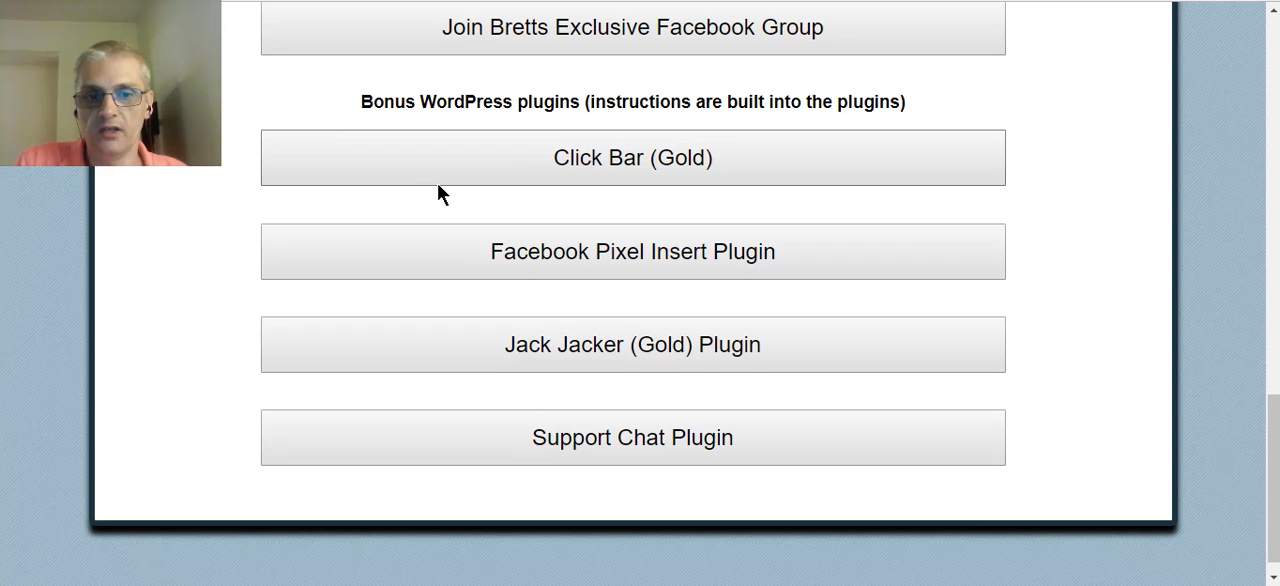 Join Bretts Exclusive Facebook Group
Bonus WordPress plugins (instructions are built into the plugins)
Click Bar (Gold)
Facebook Pixel Insert Plugin
Jack Jacker (Gold) Plugin
Support Chat Plugin